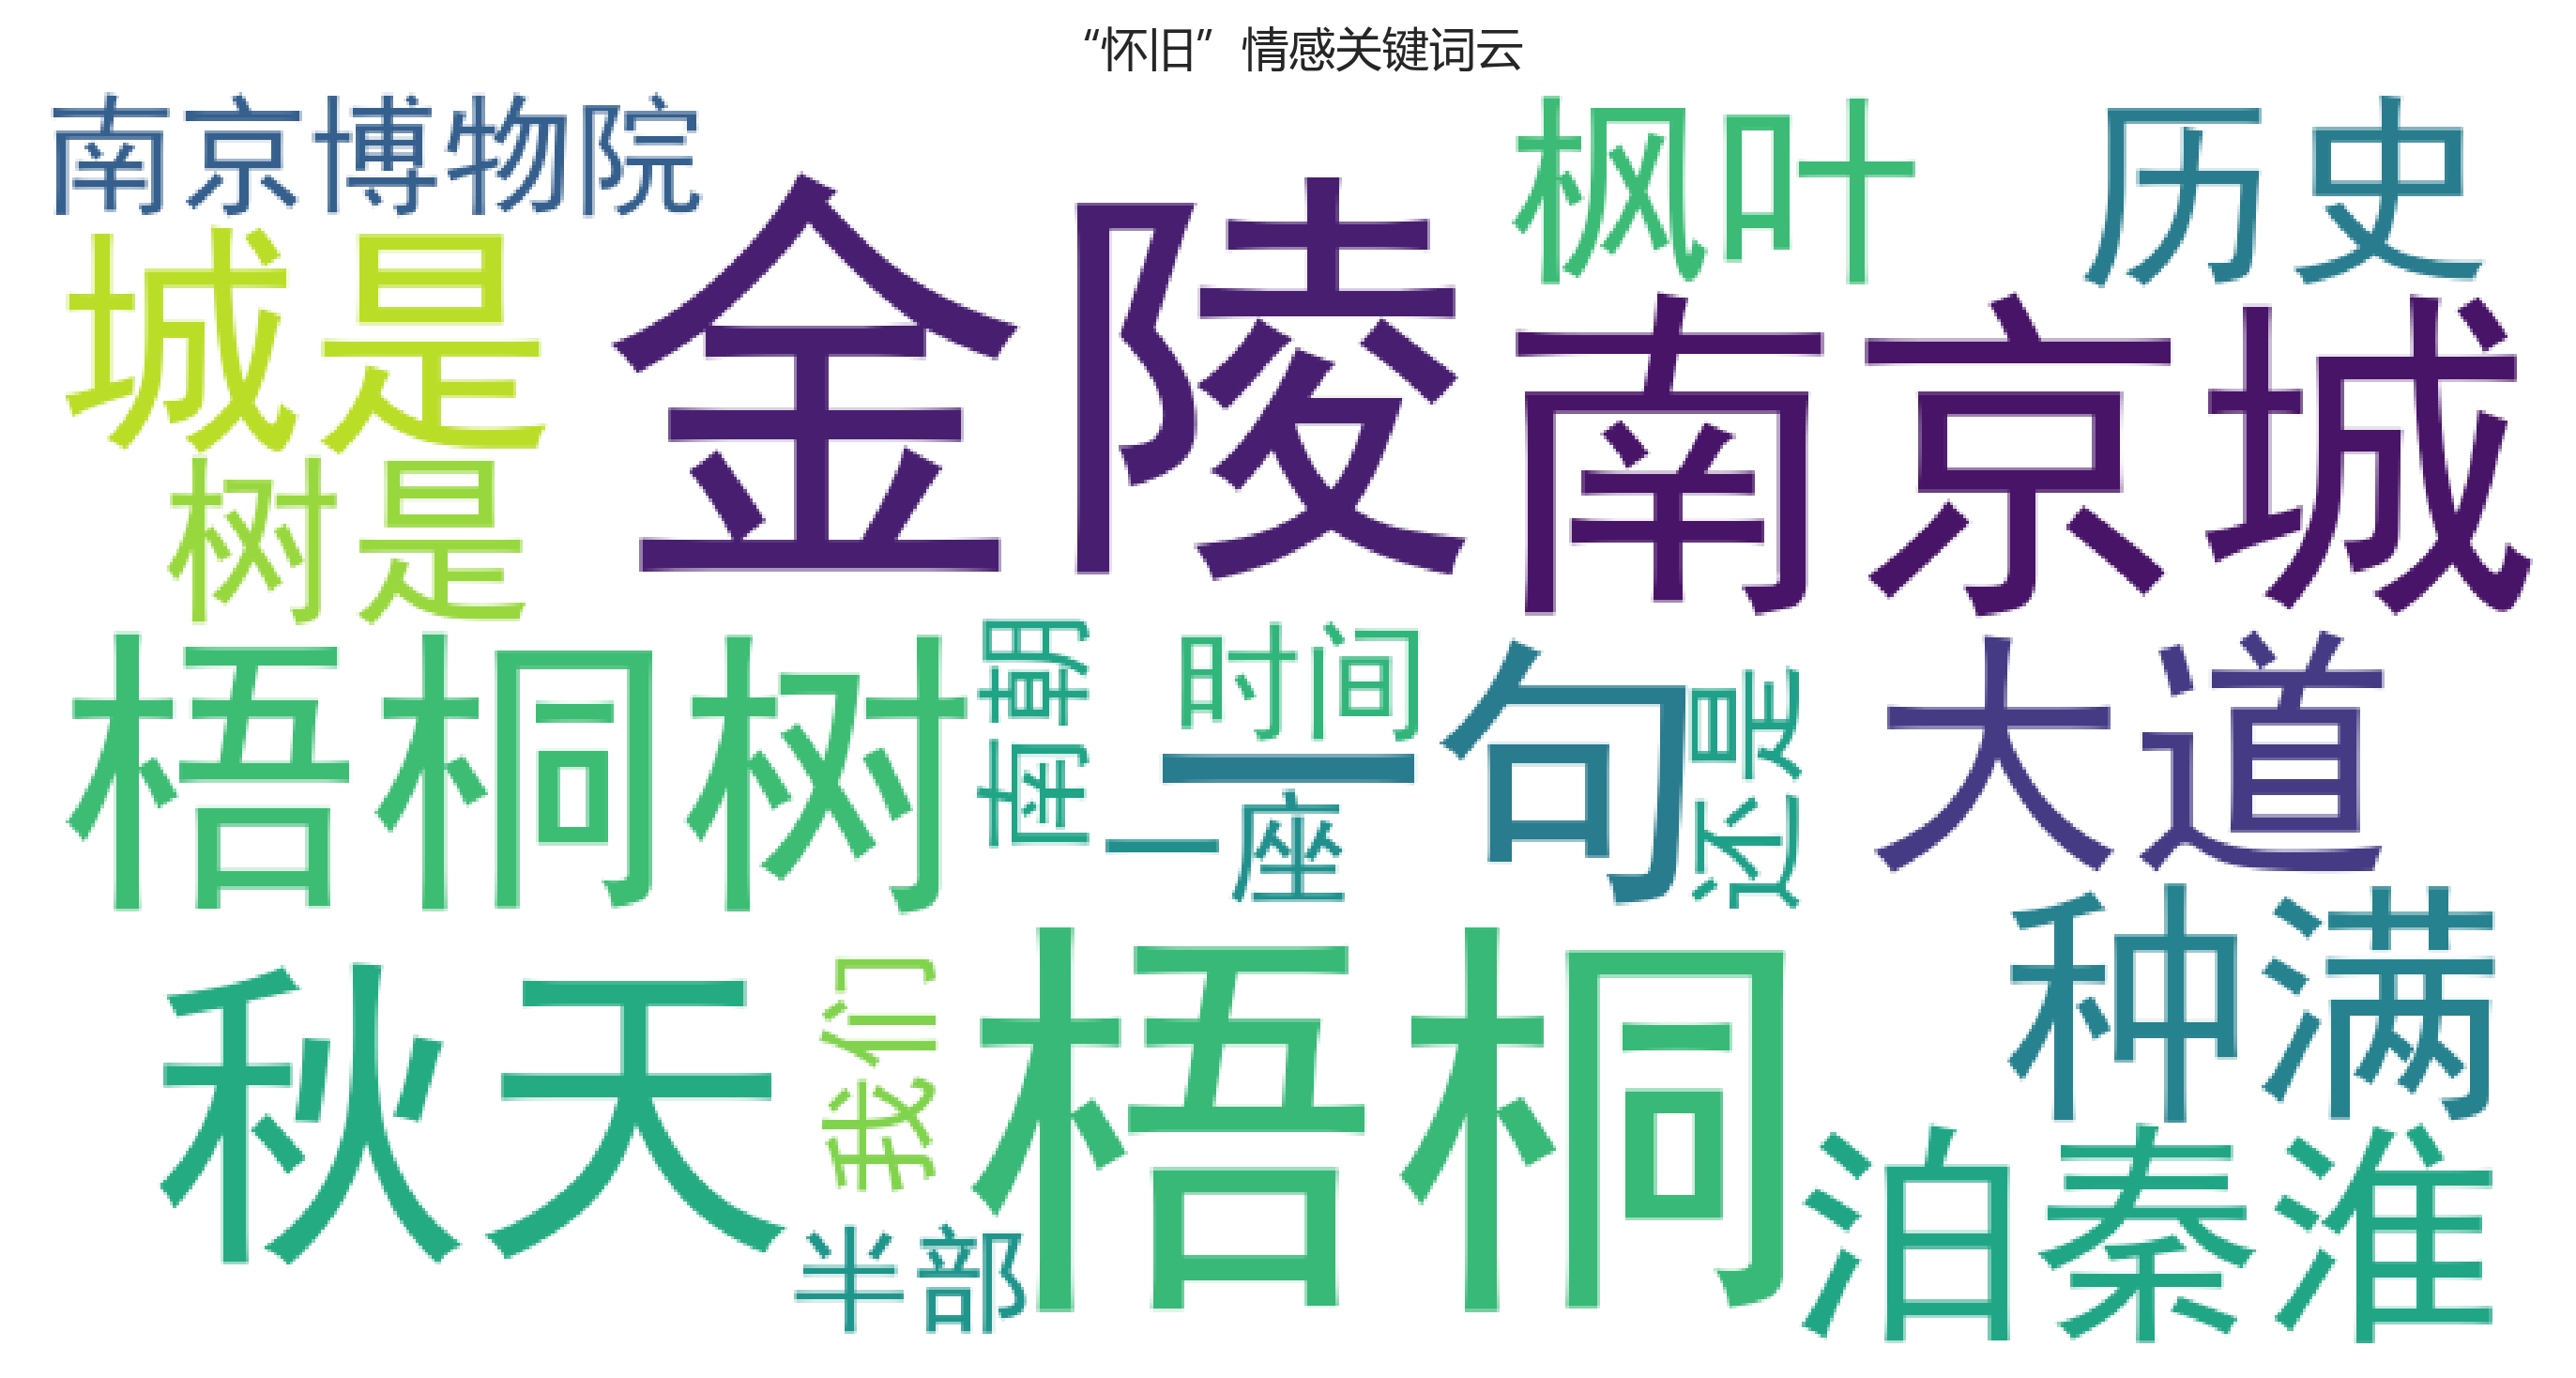 “怀旧”情感关键词云
南京博物院
枫叶
历史
城是
金陵
南京城
树是
梧桐树
南朝
时间
一句
还是
大道
一座
秋天
我们
梧桐
种满
泊秦淮
半部